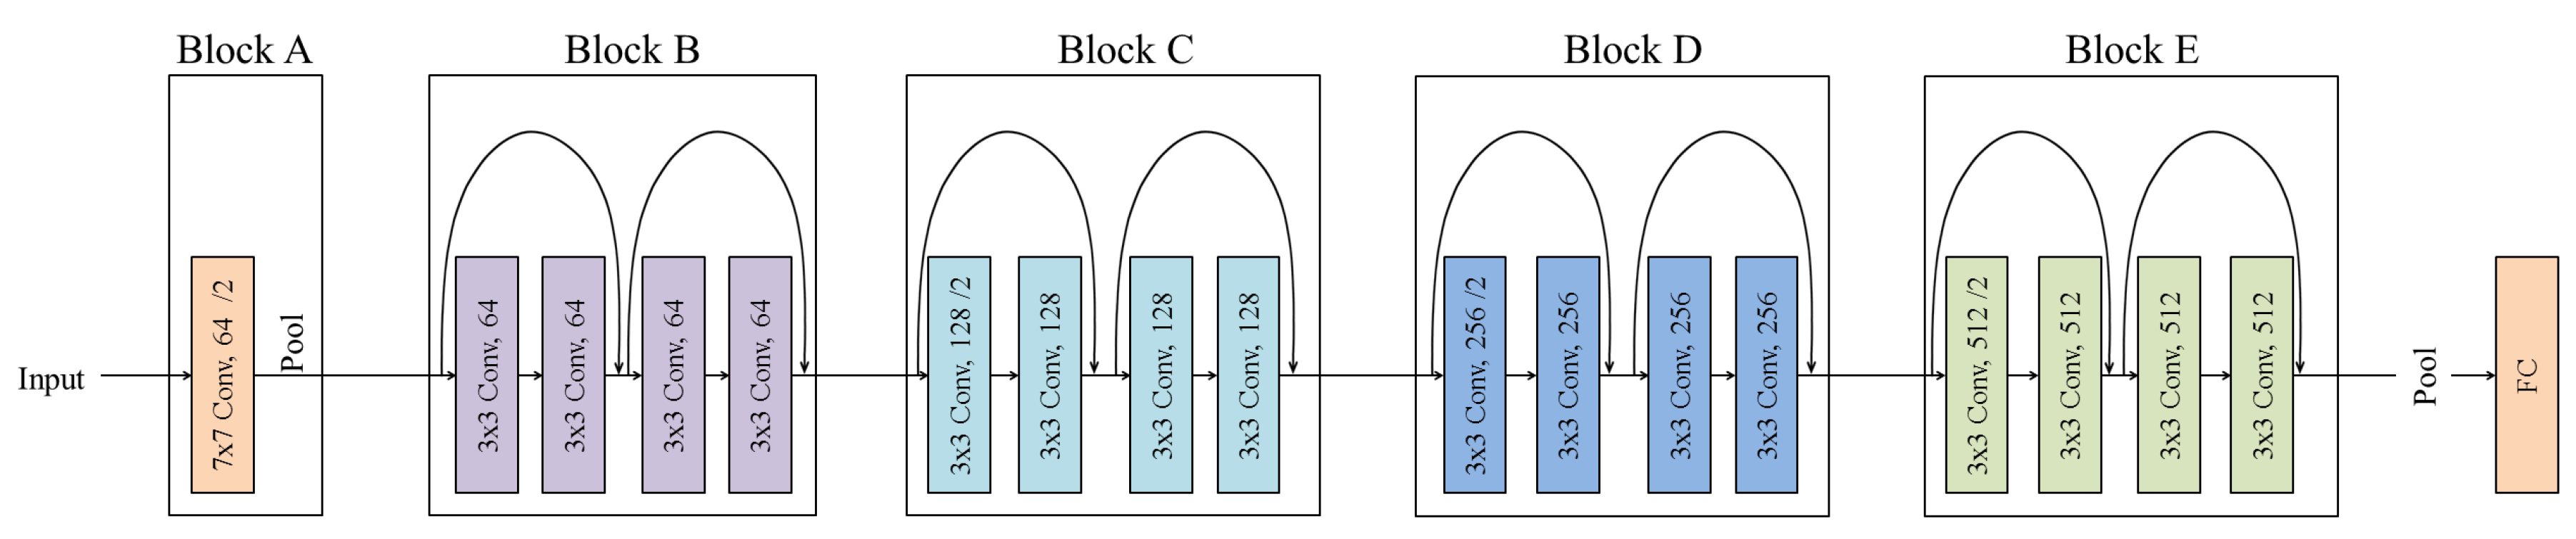 Block A
Block B
Block C
Block D
Block E
Input
7x7 Conv, 64 /2
Pool
3x3 Conv, 64
3x3 Conv, 64
3x3 Conv, 64
3x3 Conv, 64
3x3 Conv, 128 /2
3x3 Conv, 128
3x3 Conv, 128
3x3 Conv, 128
3x3 Conv, 256 /2
3x3 Conv, 256
3x3 Conv, 256
3x3 Conv, 256
3x3 Conv, 512 /2
3x3 Conv, 512
3x3 Conv, 512
3x3 Conv, 512
Pool
FC